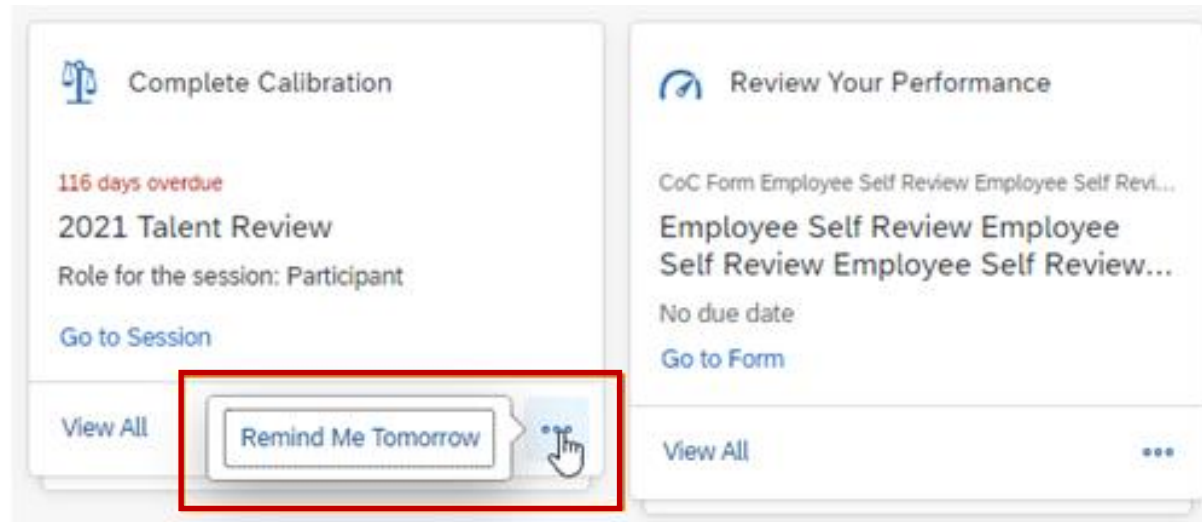 Complete Calibration
116 days overdue
2021 Talent Review
Role for the session: Participant
Go to Session
View All
Remind Me Tomorrow
Review Your Performance
CoC Form Employee Self Review Employee Self Revi...
Employee Self Review Employee
Self Review Employee Self Review...
No due date
Go to Form
View All